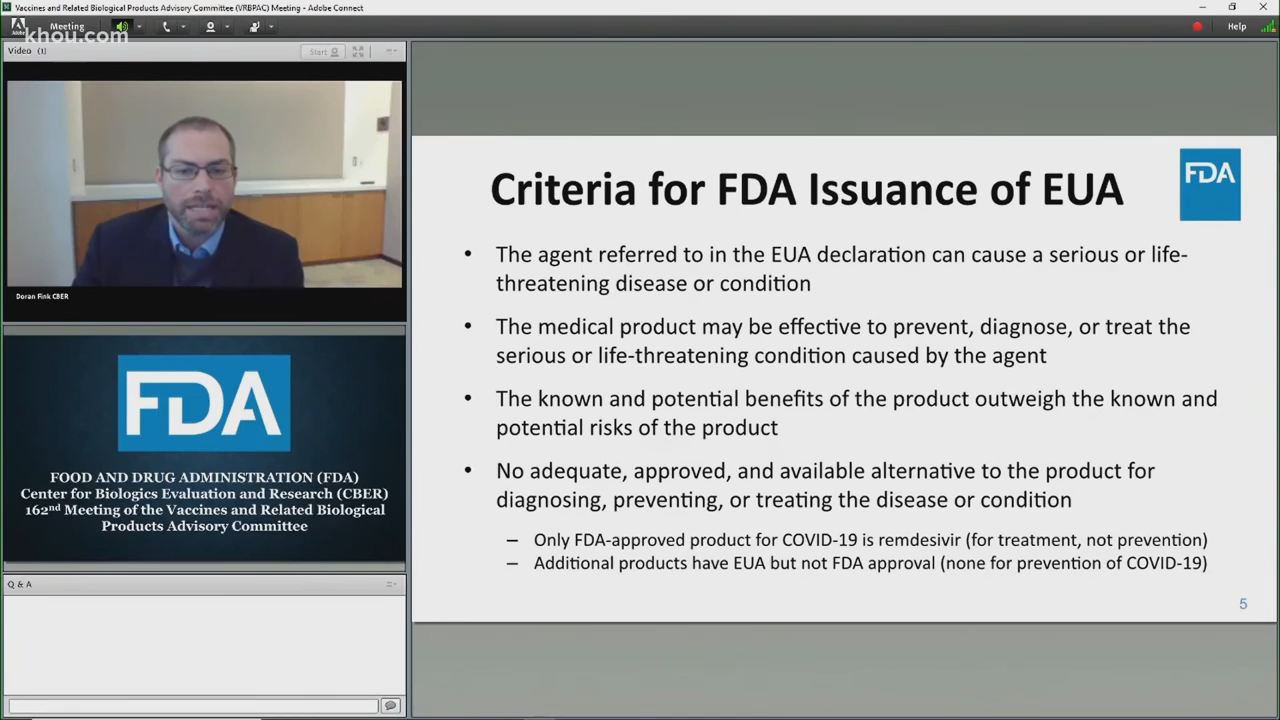 Vaccines and Related Biological Products Advisory Committee (VRBPAC) Meeting - Adobe Connect
Meeting
Help
khou.com
Video (1)
Start
Doran Fink CBER
FDA
FOOD AND DRUG ADMINISTRATION (FDA)
Center for Biologics Evaluation and Research (CBER)
162nd Meeting of the Vaccines and Related Biological
Products Advisory Committee
Q & A
Criteria for FDA Issuance of EUA
FDA
• The agent referred to in the EUA declaration can cause a serious or life-
threatening disease or condition
• The medical product may be effective to prevent, diagnose, or treat the
serious or life-threatening condition caused by the agent
• The known and potential benefits of the product outweigh the known and
potential risks of the product
• No adequate, approved, and available alternative to the product for
diagnosing, preventing, or treating the disease or condition
– Only FDA-approved product for COVID-19 is remdesivir (for treatment, not prevention)
– Additional products have EUA but not FDA approval (none for prevention of COVID-19)
5